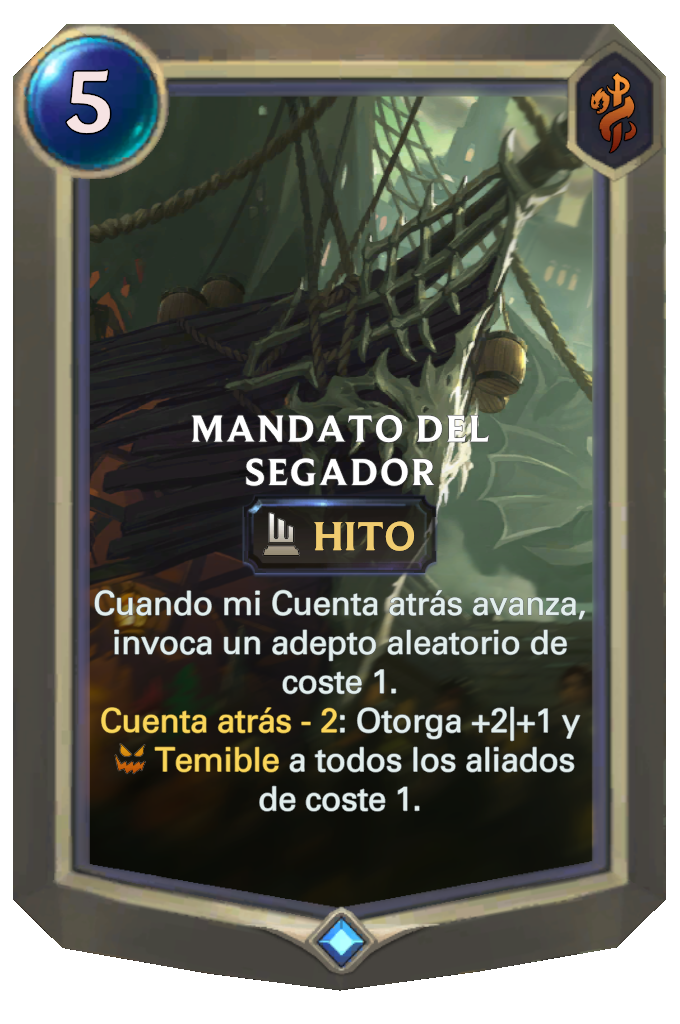 5
MANDATO DEL
SEGADOR
HITO
Cuando mi Cuenta atrás avanza,
invoca un adepto aleatorio de
coste 1.
Cuenta atrás - 2: Otorga +2|+1 y
Temible a todos los aliados
de coste 1.